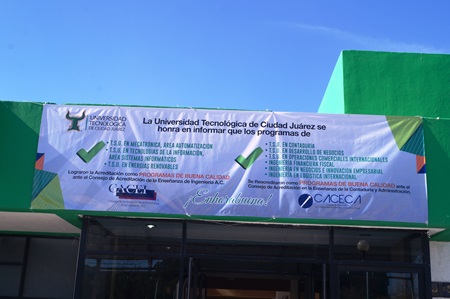 UNIVERSIDAD
TECNOLÓGICA
DE CIUDAD JUÁREZ
La Universidad Tecnológica de Ciudad Juárez se
honra en informar que los programas de
• T.S.U. EN MECATRÓNICA, ÁREA AUTOMATIZACIÓN
• T.S.U. EN TECNOLOGÍAS DE LA INFORMACIÓN,
ÁREA SISTEMAS INFORMÁTICOS
• T.S.U. EN ENERGÍAS RENOVABLES
Lograron la Acreditación como PROGRAMAS DE BUENA CALIDAD
ante el Consejo de Acreditación de la Enseñanza de Ingeniería A.C.
CACEI
• T.S.U. EN CONTADURÍA
• T.S.U. EN DESARROLLO DE NEGOCIOS
• T.S.U. EN OPERACIONES COMERCIALES INTERNACIONALES
• INGENIERÍA FINANCIERA FISCAL
• INGENIERÍA EN NEGOCIOS E INNOVACIÓN EMPRESARIAL
• INGENIERÍA EN LOGÍSTICA INTERNACIONAL
Se Reacreditaron como PROGRAMAS DE BUENA CALIDAD ante el
Consejo de Acreditación en la Enseñanza de la Contaduría y Administración
CACECA
¡Enhorabuena!